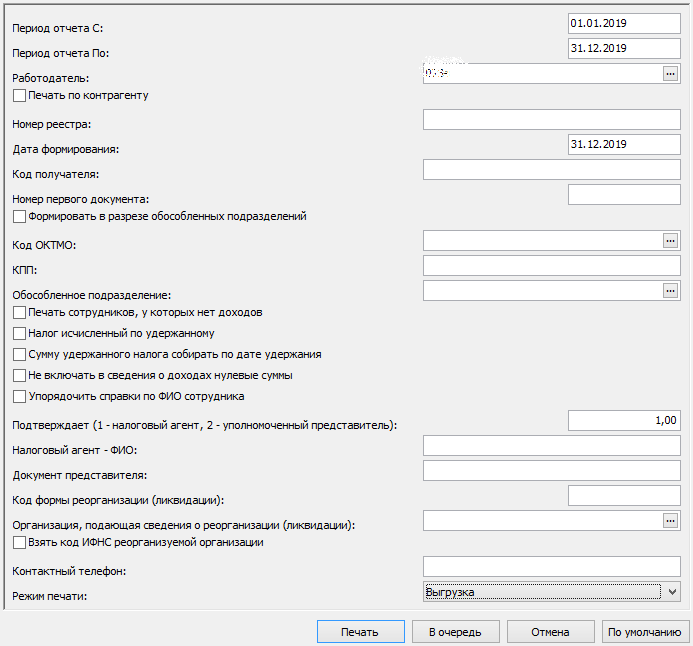 Период отчета С: 01.01.2019
Период отчета По: 31.12.2019
Работодатель: ...
Печать по контрагенту
Номер реестра:
Дата формирования: 31.12.2019
Код получателя:
Номер первого документа:
Формировать в разрезе обособленных подразделений
Код ОКТМО: ...
КПП:
Обособленное подразделение: ...
Печать сотрудников, у которых нет доходов
Налог исчисленный по удержанному
Сумму удержанного налога собирать по дате удержания
Не включать в сведения о доходах нулевые суммы
Упорядочить справки по ФИО сотрудника
Подтверждает (1 - налоговый агент, 2 - уполномоченный представитель): 1,00
Налоговый агент - ФИО:
Документ представителя:
Код формы реорганизации (ликвидации):
Организация, подающая сведения о реорганизации (ликвидации): ...
Взять код ИФНС реорганизуемой организации
Контактный телефон:
Режим печати: Выгрузка
Печать В очередь Отмена По умолчанию